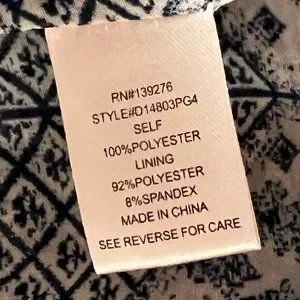 RN#139276
STYLE#D14803PG4
SELF
100%POLYESTER
LINING
92%POLYESTER
8%SPANDEX
MADE IN CHINA
SEE REVERSE FOR CARE